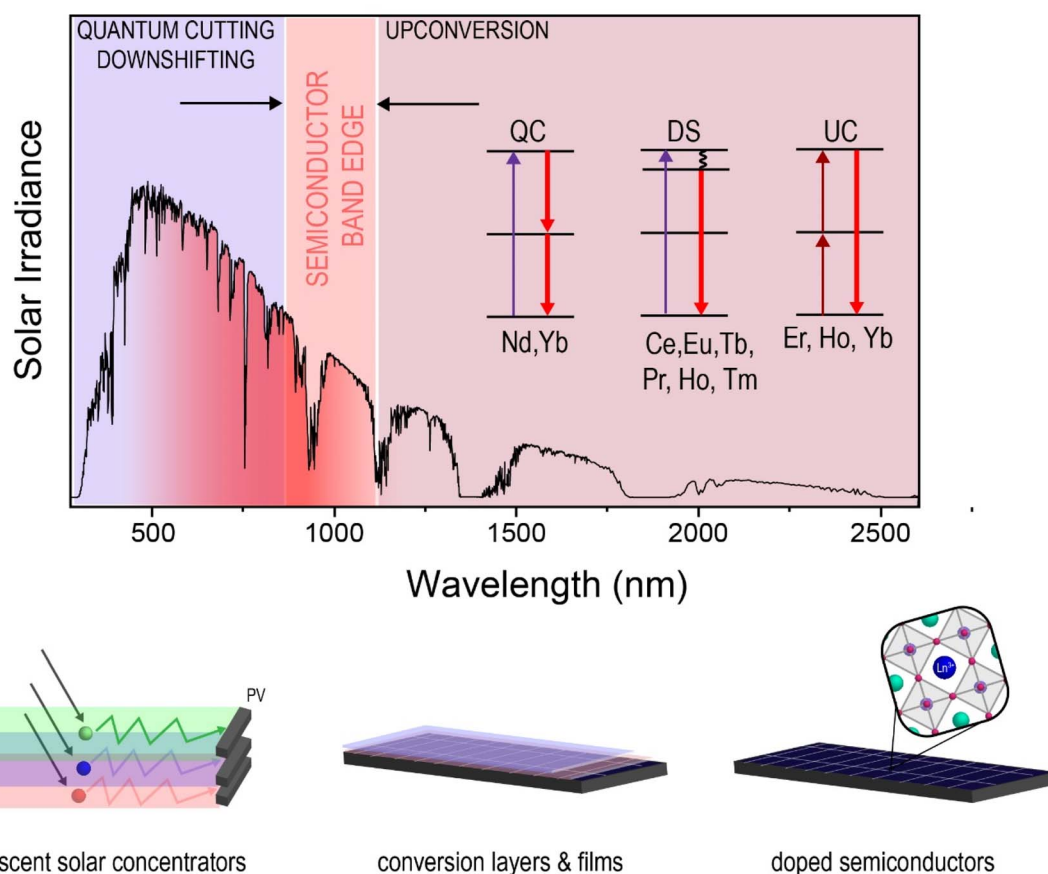 QUANTUM CUTTING
DOWNSHIFTING
UPCONVERSION
SEMICONDUCTOR
BAND EDGE
Solar Irradiance
QC
DS
UC
Nd,Yb
Ce,Eu,Tb,
Pr, Ho, Tm
Er, Ho, Yb
500
1000
1500
2000
2500
Wavelength (nm)
PV
Ln³⁺
scent solar concentrators
conversion layers & films
doped semiconductors